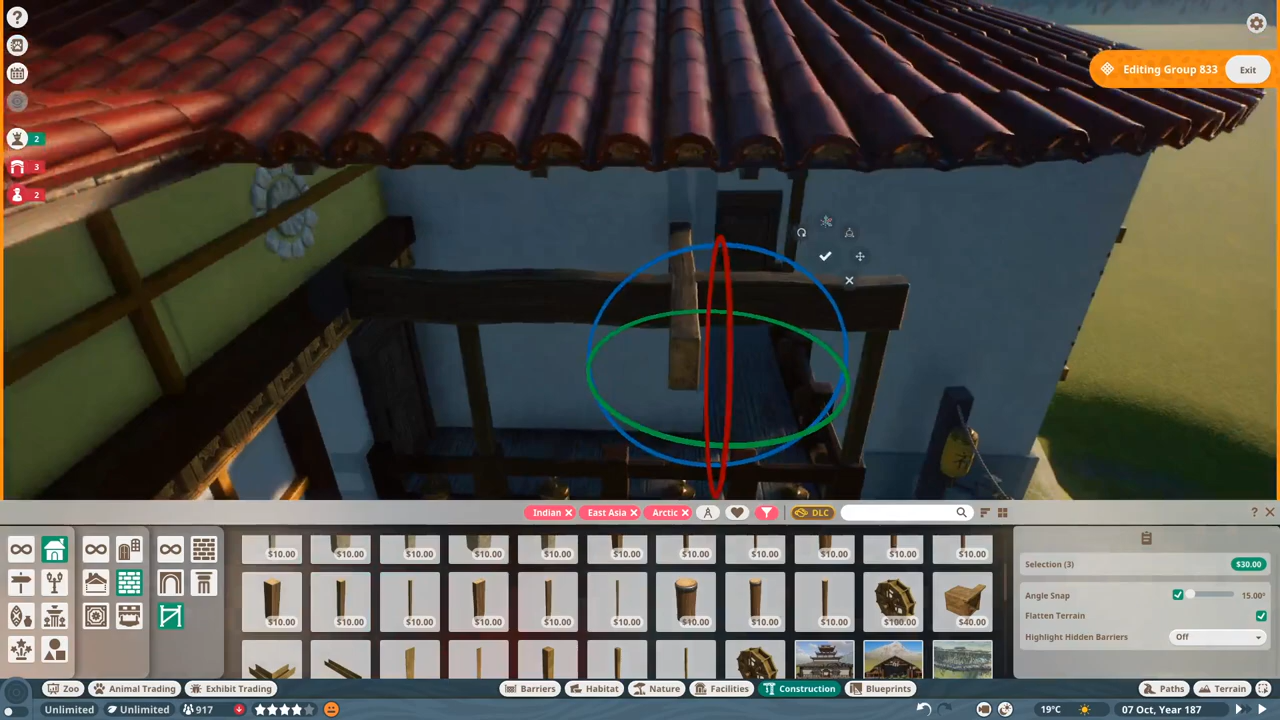 ?
Editing Group 833
Exit
2
3
2
Indian
East Asia
Arctic
DLC
?
$10.00 $10.00 $10.00 $10.00 $10.00 $10.00 $10.00 $10.00 $10.00 $10.00 $10.00
Selection (3)
$30.00
Angle Snap
15.00°
$10.00 $10.00 $10.00 $10.00 $10.00 $10.00 $10.00 $10.00 $10.00 $100.00 $40.00
Flatten Terrain
Highlight Hidden Barriers
Off
Zoo
Animal Trading
Exhibit Trading
Barriers
Habitat
Nature
Facilities
Construction
Blueprints
Paths
Terrain
Unlimited
Unlimited
917
19°C
07 Oct, Year 187